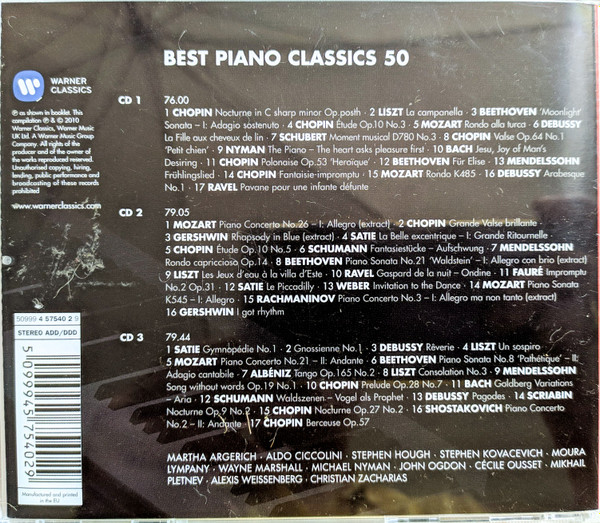 BEST PIANO CLASSICS 50
WARNER
CLASSICS
℗ as shown in booklet. This
compilation ℗ & © 2010
Warner Classics, Warner Music
UK Ltd. A Warner Music Group
Company. All rights of the
producer and of the owner of
the works reproduced reserved.
Unauthorised copying, hiring,
lending, public performance and
broadcasting of these records
prohibited
www.warnerclassics.com
CD 1 76.00
1 CHOPIN Nocturne in C sharp minor Op.posth · 2 LISZT La campanella · 3 BEETHOVEN 'Moonlight'
Sonata – I: Adagio sostenuto · 4 CHOPIN Étude Op.10 No.3 · 5 MOZART Rondo alla turca · 6 DEBUSSY
La Fille aux cheveux de lin · 7 SCHUBERT Moment musical D780 No.3 · 8 CHOPIN Valse Op.64 No.1
'Petit chien' · 9 NYMAN The Piano – The heart asks pleasure first · 10 BACH Jesu, Joy of Man's
Desiring · 11 CHOPIN Polonaise Op.53 'Heroïque' · 12 BEETHOVEN Für Elise · 13 MENDELSSOHN
Frühlingslied · 14 CHOPIN Fantaisie-impromptu · 15 MOZART Rondo K485 · 16 DEBUSSY Arabesque
No.1 · 17 RAVEL Pavane pour une infante défunte
CD 2 79.05
1 MOZART Piano Concerto No.26 – I: Allegro (extract) · 2 CHOPIN Grande Valse brillante
3 GERSHWIN Rhapsody in Blue (extract) · 4 SATIE La Belle excentrique – I: Grande Ritournelle
5 CHOPIN Étude Op.10 No.5 · 6 SCHUMANN Fantasiestücke – Aufschwung · 7 MENDELSSOHN
Rondo capriccioso Op.14 · 8 BEETHOVEN Piano Sonata No.21 'Waldstein' – I: Allegro con brio (extract)
9 LISZT Les Jeux d'eau à la villa d'Este · 10 RAVEL Gaspard de la nuit – Ondine · 11 FAURÉ Impromptu
No.2 Op.31 · 12 SATIE Le Piccadilly · 13 WEBER Invitation to the Dance · 14 MOZART Piano Sonata
K545 – I: Allegro · 15 RACHMANINOV Piano Concerto No.3 – I: Allegro ma non tanto (extract)
16 GERSHWIN I got rhythm
CD 3 79.44
1 SATIE Gymnopédie No.1 · 2 Gnossienne No.1 · 3 DEBUSSY Rêverie · 4 LISZT Un sospiro
5 MOZART Piano Concerto No.21 – II: Andante · 6 BEETHOVEN Piano Sonata No.8 'Pathétique' – II:
Adagio cantabile · 7 ALBÉNIZ Tango Op.165 No.2 · 8 LISZT Consolation No.3 · 9 MENDELSSOHN
Song without words Op.19 No.1 · 10 CHOPIN Prelude Op.28 No.7 · 11 BACH Goldberg Variations
– Aria · 12 SCHUMANN Waldszenen – Vogel als Prophet · 13 DEBUSSY Pagodes · 14 SCRIABIN
Nocturne Op.9 No.2 · 15 CHOPIN Nocturne Op.27 No.2 · 16 SHOSTAKOVICH Piano Concerto
No.2 – II: Andante · 17 CHOPIN Berceuse Op.57
MARTHA ARGERICH · ALDO CICCOLINI · STEPHEN HOUGH · STEPHEN KOVACEVICH · MOURA
LYMPANY · WAYNE MARSHALL · MICHAEL NYMAN · JOHN OGDON · CÉCILE OUSSET · MIKHAIL
PLETNEV · ALEXIS WEISSENBERG · CHRISTIAN ZACHARIAS
50999 4 57540 2 9
STEREO ADD/DDD
5 099945 754029
Manufactured and printed
in the EU